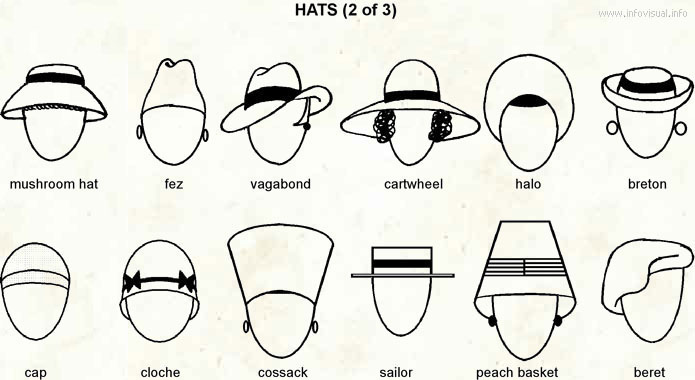 HATS (2 of 3)
www.infovisual.info
mushroom hat
fez
vagabond
cartwheel
halo
breton
cap
cloche
cossack
sailor
peach basket
beret